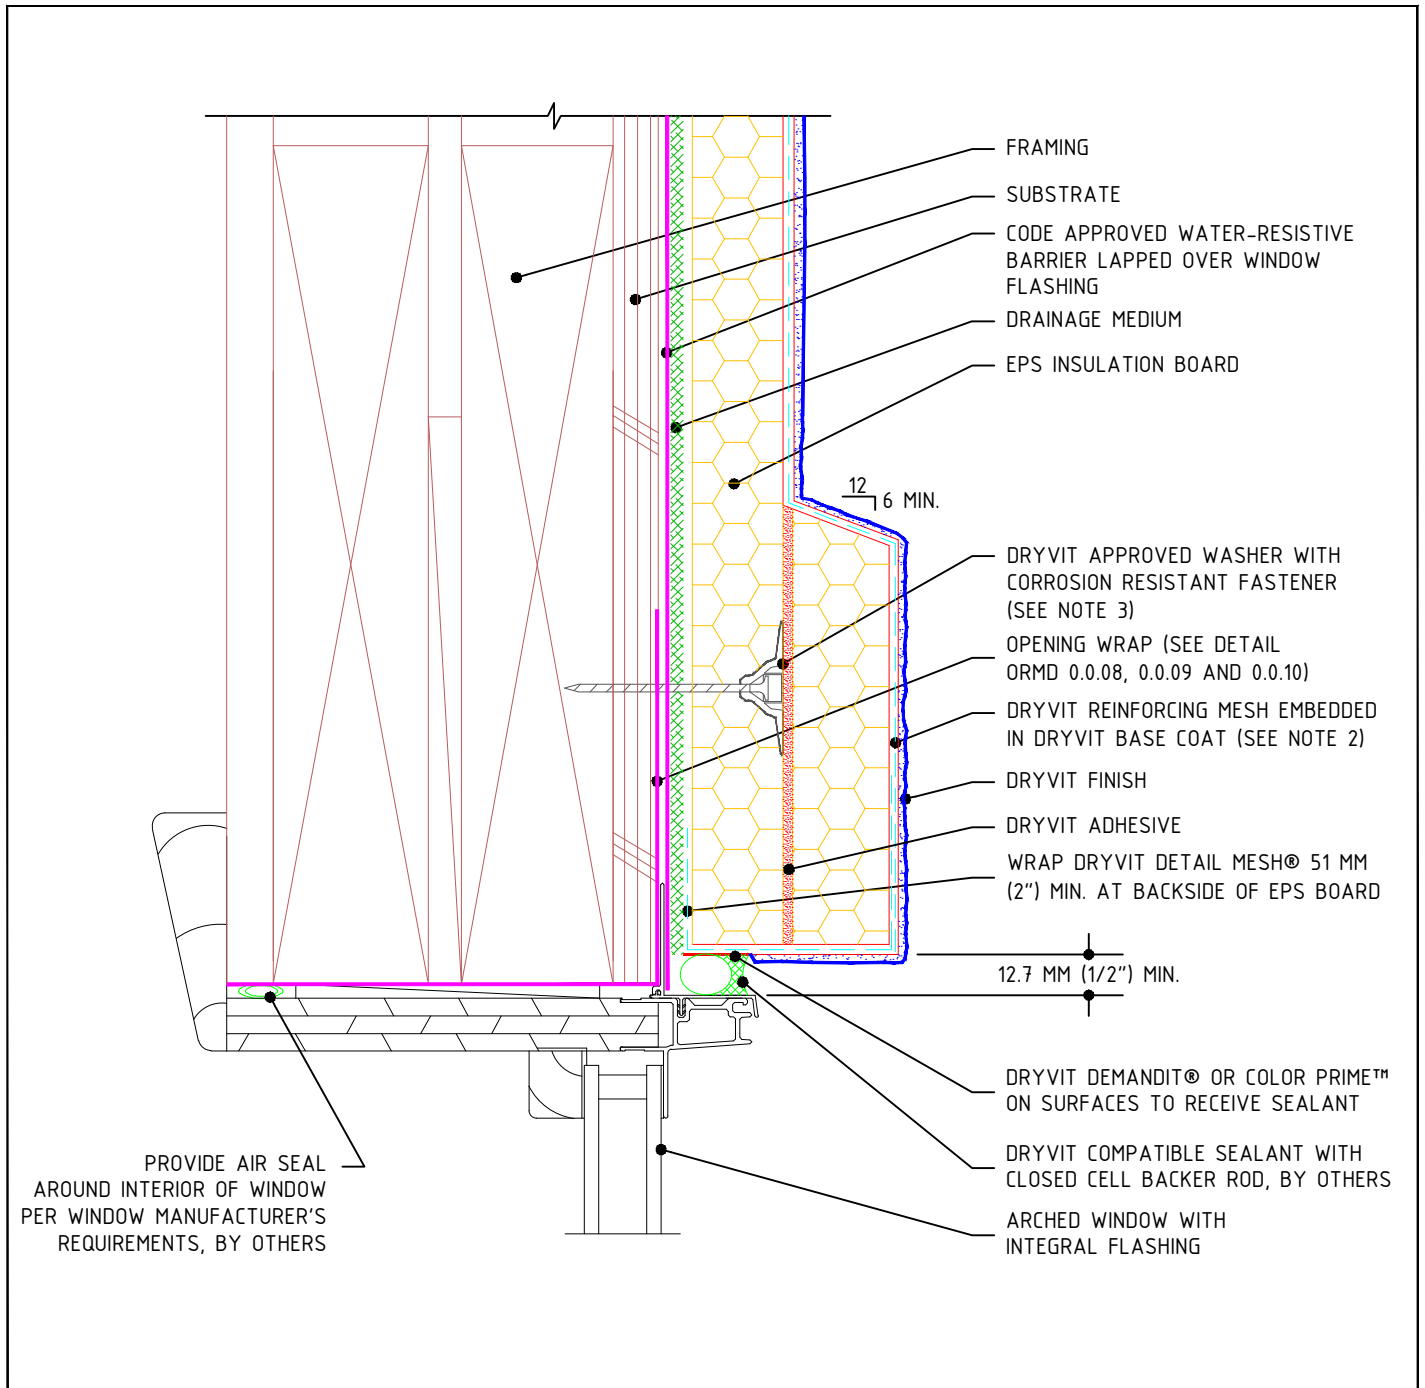 FRAMING
SUBSTRATE
CODE APPROVED WATER-RESISTIVE
BARRIER LAPPED OVER WINDOW
FLASHING
DRAINAGE MEDIUM
EPS INSULATION BOARD
12
6 MIN.
DRYVIT APPROVED WASHER WITH
CORROSION RESISTANT FASTENER
(SEE NOTE 3)
OPENING WRAP (SEE DETAIL
ORMD 0.0.08, 0.0.09 AND 0.0.10)
DRYVIT REINFORCING MESH EMBEDDED
IN DRYVIT BASE COAT (SEE NOTE 2)
DRYVIT FINISH
DRYVIT ADHESIVE
WRAP DRYVIT DETAIL MESH® 51 MM
(2") MIN. AT BACKSIDE OF EPS BOARD
12.7 MM (1/2") MIN.
DRYVIT DEMANDIT® OR COLOR PRIME™
ON SURFACES TO RECEIVE SEALANT
DRYVIT COMPATIBLE SEALANT WITH
CLOSED CELL BACKER ROD, BY OTHERS
ARCHED WINDOW WITH
INTEGRAL FLASHING
PROVIDE AIR SEAL
AROUND INTERIOR OF WINDOW
PER WINDOW MANUFACTURER'S
REQUIREMENTS, BY OTHERS